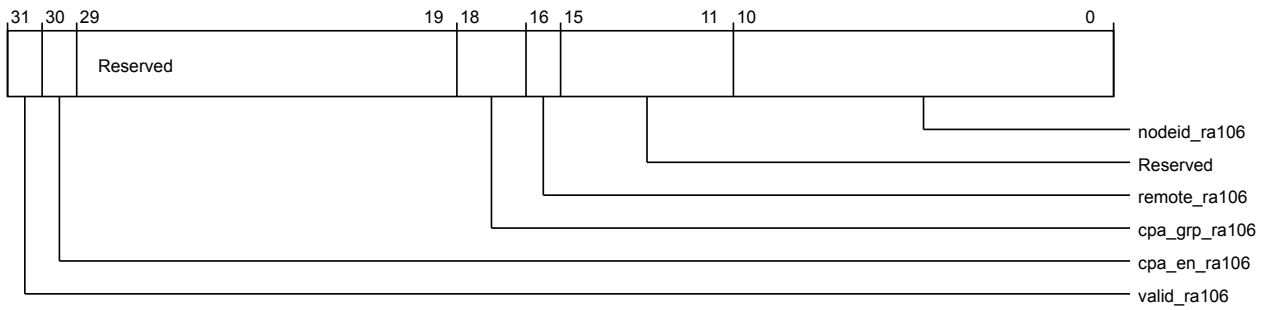 31 30 29 19 18 16 15 11 10 0
Reserved
nodeid_ra106
Reserved
remote_ra106
cpa_grp_ra106
cpa_en_ra106
valid_ra106